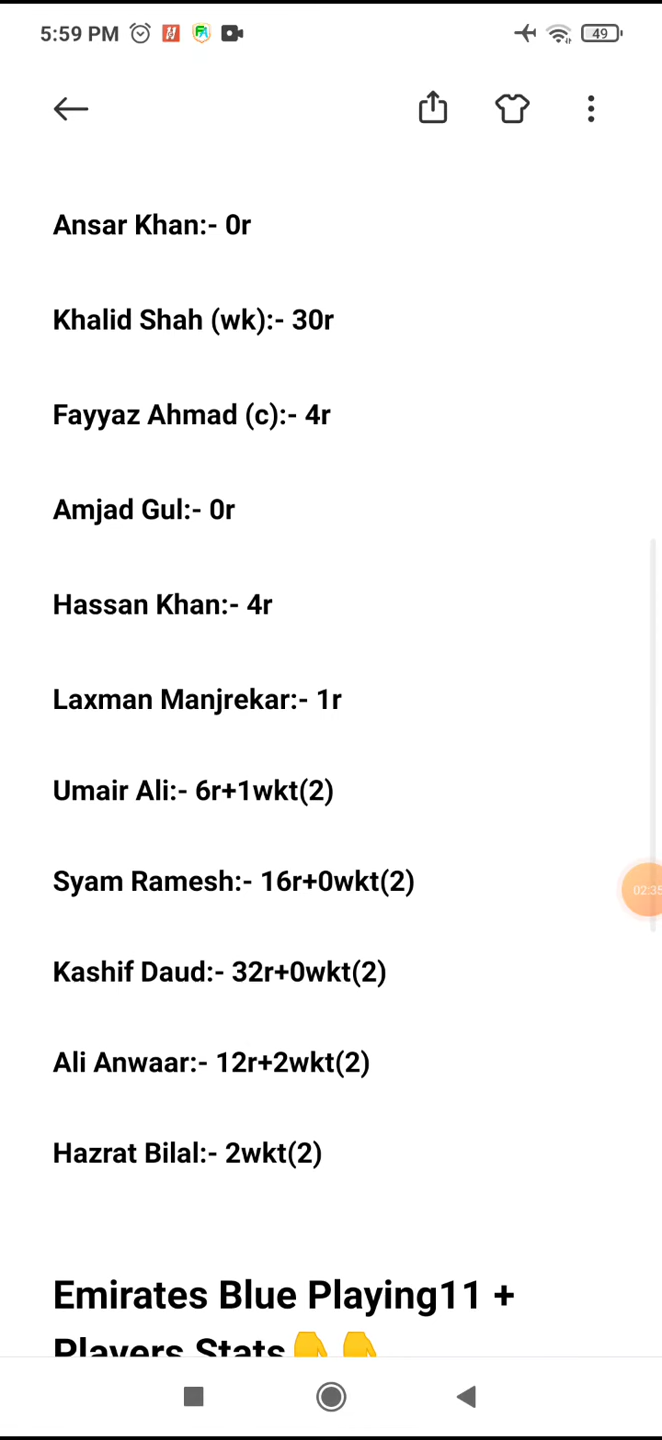 5:59 PM
49
Ansar Khan:- 0r
Khalid Shah (wk):- 30r
Fayyaz Ahmad (c):- 4r
Amjad Gul:- 0r
Hassan Khan:- 4r
Laxman Manjrekar:- 1r
Umair Ali:- 6r+1wkt(2)
Syam Ramesh:- 16r+0wkt(2)
02:35
Kashif Daud:- 32r+0wkt(2)
Ali Anwaar:- 12r+2wkt(2)
Hazrat Bilal:- 2wkt(2)
Emirates Blue Playing11 +
Players Stats👇👇